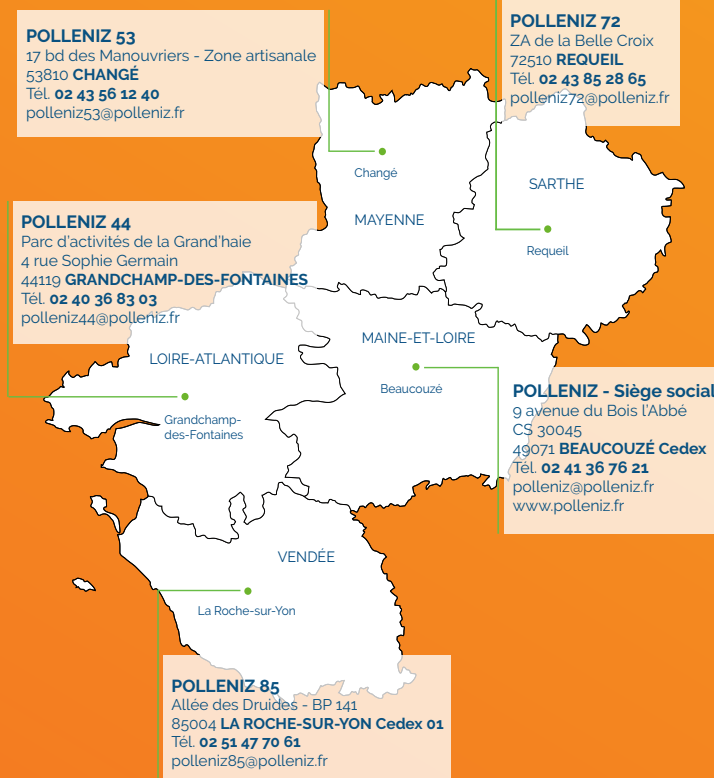 POLLENIZ 53
17 bd des Manouvriers - Zone artisanale
53810 CHANGÉ
Tél. 02 43 56 12 40
polleniz53@polleniz.fr
POLLENIZ 72
ZA de la Belle Croix
72510 REQUEIL
Tél. 02 43 85 28 65
polleniz72@polleniz.fr
Changé
MAYENNE
SARTHE
Requeil
POLLENIZ 44
Parc d'activités de la Grand'haie
4 rue Sophie Germain
44119 GRANDCHAMP-DES-FONTAINES
Tél. 02 40 36 83 03
polleniz44@polleniz.fr
LOIRE-ATLANTIQUE
Grandchamp-
des-Fontaines
MAINE-ET-LOIRE
Beaucouzé
POLLENIZ - Siège social
9 avenue du Bois l'Abbé
CS 30045
49071 BEAUCOUZÉ Cedex
Tél. 02 41 36 76 21
polleniz@polleniz.fr
www.polleniz.fr
VENDÉE
La Roche-sur-Yon
POLLENIZ 85
Allée des Druides - BP 141
85004 LA ROCHE-SUR-YON Cedex 01
Tél. 02 51 47 70 61
polleniz85@polleniz.fr